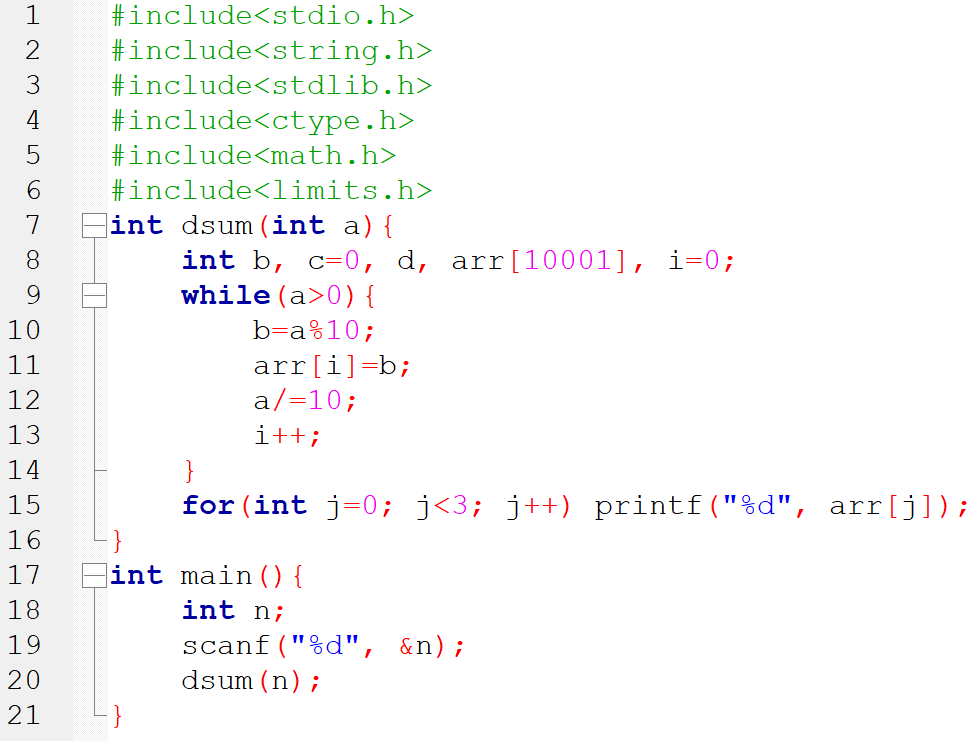 1 #include<stdio.h>
2 #include<string.h>
3 #include<stdlib.h>
4 #include<ctype.h>
5 #include<math.h>
6 #include<limits.h>
7 int dsum(int a){
8     int b, c=0, d, arr[10001], i=0;
9     while(a>0){
10         b=a%10;
11         arr[i]=b;
12         a/=10;
13         i++;
14     }
15     for(int j=0; j<3; j++) printf("%d", arr[j]);
16 }
17 int main(){
18     int n;
19     scanf("%d", &n);
20     dsum(n);
21 }